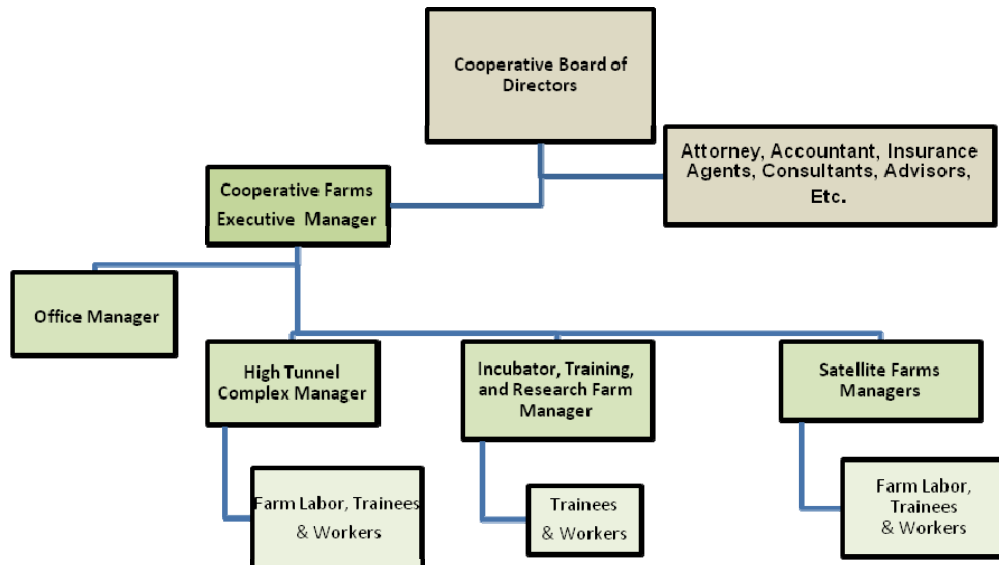 Cooperative Board of
Directors
Attorney, Accountant, Insurance
Agents, Consultants, Advisors,
Etc.
Cooperative Farms
Executive Manager
Office Manager
High Tunnel
Complex Manager
Incubator, Training,
and Research Farm
Manager
Satellite Farms
Managers
Farm Labor, Trainees
& Workers
Trainees
& Workers
Farm Labor,
Trainees
& Workers